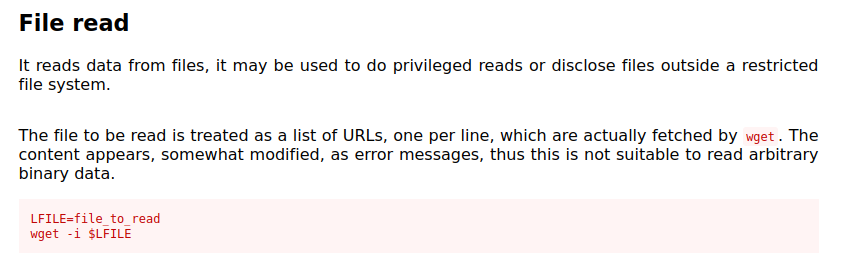 File read
It reads data from files, it may be used to do privileged reads or disclose files outside a restricted
file system.
The file to be read is treated as a list of URLs, one per line, which are actually fetched by wget. The
content appears, somewhat modified, as error messages, thus this is not suitable to read arbitrary
binary data.
LFILE=file_to_read
wget -i $LFILE